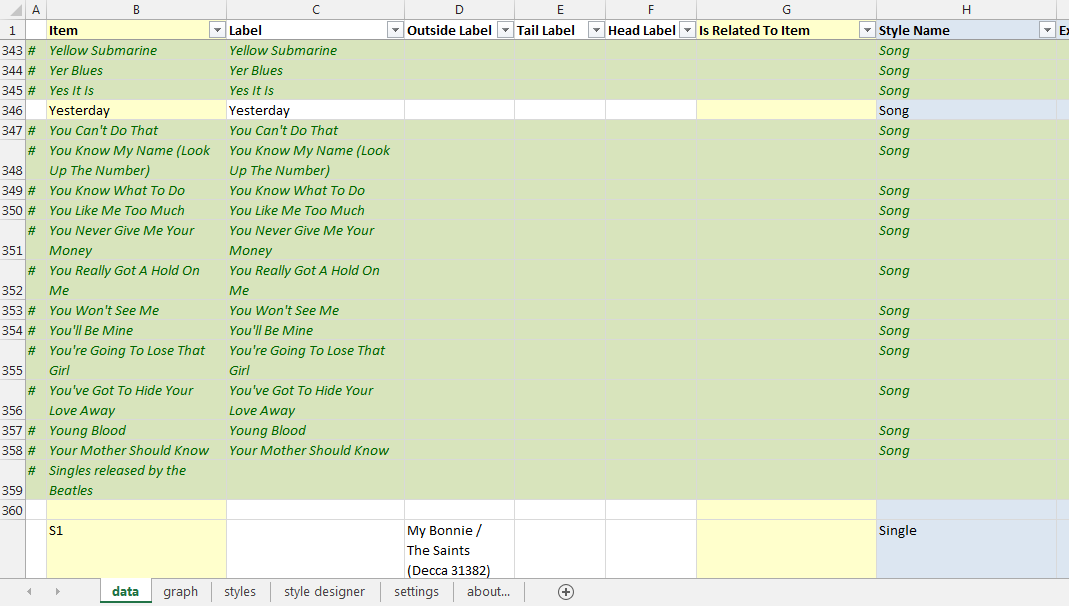 A B C D E F G H
1 Item Label Outside Label Tail Label Head Label Is Related To Item Style Name Ex
343 # Yellow Submarine Yellow Submarine Song
344 # Yer Blues Yer Blues Song
345 # Yes It Is Yes It Is Song
346 Yesterday Yesterday Song
347 # You Can't Do That You Can't Do That Song
# You Know My Name (Look You Know My Name (Look Song
348 Up The Number) Up The Number)
349 # You Know What To Do You Know What To Do Song
350 # You Like Me Too Much You Like Me Too Much Song
# You Never Give Me Your You Never Give Me Your Song
351 Money Money
# You Really Got A Hold On You Really Got A Hold On Song
352 Me Me
353 # You Won't See Me You Won't See Me Song
354 # You'll Be Mine You'll Be Mine Song
# You're Going To Lose That You're Going To Lose That Song
355 Girl Girl
# You've Got To Hide Your You've Got To Hide Your Song
356 Love Away Love Away
357 # Young Blood Young Blood Song
358 # Your Mother Should Know Your Mother Should Know Song
# Singles released by the
359 Beatles
360
S1 My Bonnie / Single
The Saints
(Decca 31382)
data graph styles style designer settings about...